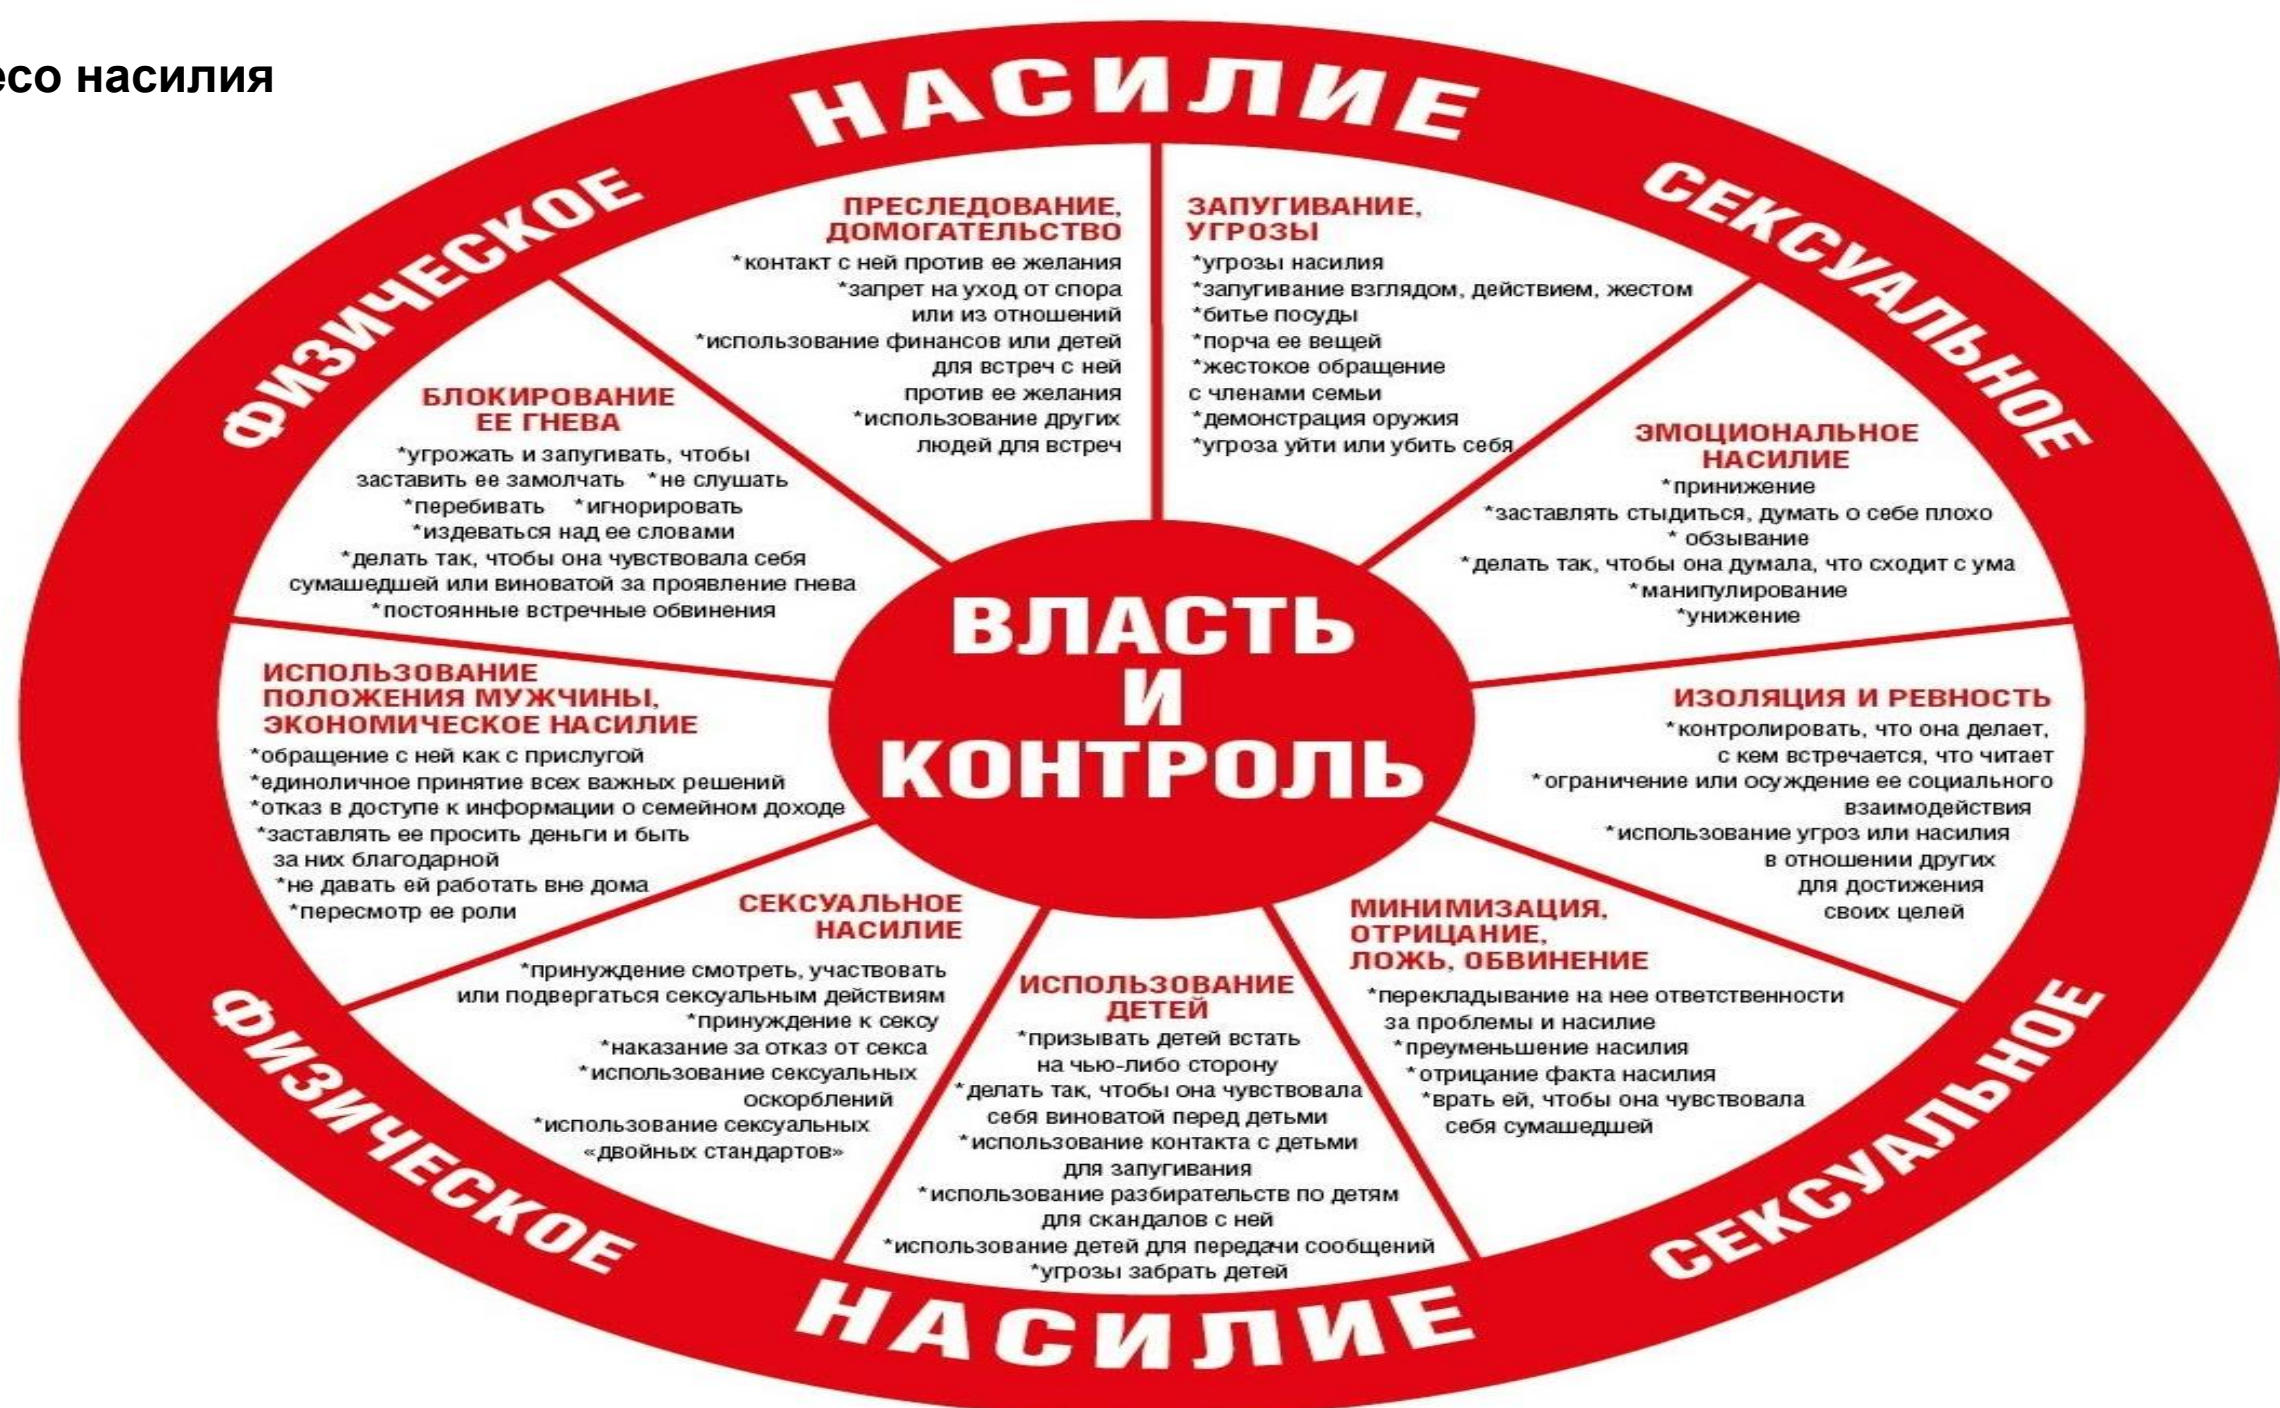 есо насилия
НАСИЛИЕ
ФИЗИЧЕСКОЕ
СЕКСУАЛЬНОЕ
ПРЕСЛЕДОВАНИЕ,
ДОМОГАТЕЛЬСТВО
*контакт с ней против ее желания
*запрет на уход от спора
или из отношений
*использование финансов или детей
для встреч с ней
против ее желания
*использование других
людей для встреч
ЗАПУГИВАНИЕ,
УГРОЗЫ
*угрозы насилия
*запугивание взглядом, действием, жестом
*битье посуды
*порча ее вещей
*жестокое обращение
с членами семьи
*демонстрация оружия
*угроза уйти или убить себя
ЭМОЦИОНАЛЬНОЕ
НАСИЛИЕ
*принижение
*заставлять стыдиться, думать о себе плохо
* обзывание
*делать так, чтобы она думала, что сходит с ума
*манипулирование
*унижение
ИЗОЛЯЦИЯ И РЕВНОСТЬ
*контролировать, что она делает,
с кем встречается, что читает
*ограничение или осуждение ее социального
взаимодействия
*использование угроз или насилия
в отношении других
для достижения
своих целей
МИНИМИЗАЦИЯ,
ОТРИЦАНИЕ,
ЛОЖЬ, ОБВИНЕНИЕ
*перекладывание на нее ответственности
за проблемы и насилие
*преуменьшение насилия
*отрицание факта насилия
*врать ей, чтобы она чувствовала
себя сумашедшей
ИСПОЛЬЗОВАНИЕ
ДЕТЕЙ
*призывать детей встать
на чью-либо сторону
*делать так, чтобы она чувствовала
себя виноватой перед детьми
*использование контакта с детьми
для запугивания
*использование разбирательств по детям
для скандалов с ней
*использование детей для передачи сообщений
*угрозы забрать детей
СЕКСУАЛЬНОЕ
НАСИЛИЕ
*принуждение смотреть, участвовать
или подвергаться сексуальным действиям
*принуждение к сексу
*наказание за отказ от секса
*использование сексуальных
оскорблений
*использование сексуальных
«двойных стандартов»
ИСПОЛЬЗОВАНИЕ
ПОЛОЖЕНИЯ МУЖЧИНЫ,
ЭКОНОМИЧЕСКОЕ НАСИЛИЕ
*обращение с ней как с прислугой
*единоличное принятие всех важных решений
*отказ в доступе к информации о семейном доходе
*заставлять ее просить деньги и быть
за них благодарной
*не давать ей работать вне дома
*пересмотр ее роли
БЛОКИРОВАНИЕ
ЕЕ ГНЕВА
*угрожать и запугивать, чтобы
заставить ее замолчать *не слушать
*перебивать *игнорировать
*издеваться над ее словами
*делать так, чтобы она чувствовала себя
сумашедшей или виноватой за проявление гнева
*постоянные встречные обвинения
ВЛАСТЬ
И
КОНТРОЛЬ
ФИЗИЧЕСКОЕ
СЕКСУАЛЬНОЕ
НАСИЛИЕ